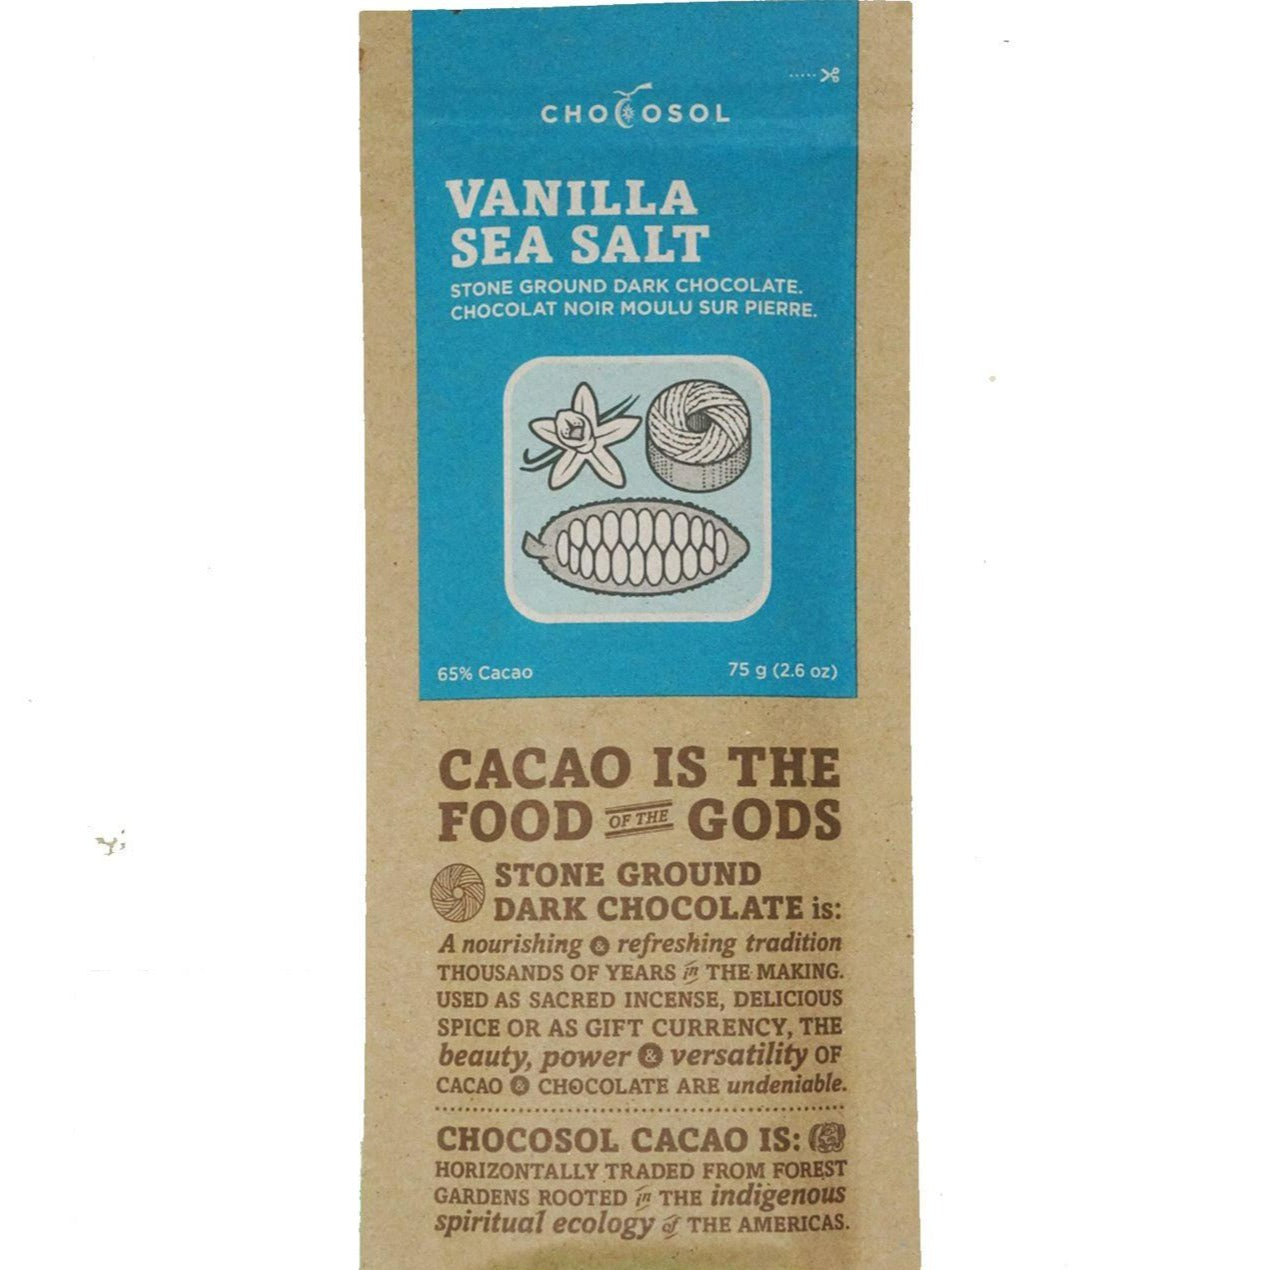 CHOCOSOL
VANILLA
SEA SALT
STONE GROUND DARK CHOCOLATE.
CHOCOLAT NOIR MOULU SUR PIERRE.
65% Cacao
75 g (2.6 oz)
CACAO IS THE
FOOD OF THE GODS
STONE GROUND
DARK CHOCOLATE is:
A nourishing & refreshing tradition
THOUSANDS OF YEARS in THE MAKING.
USED AS SACRED INCENSE, DELICIOUS
SPICE OR AS GIFT CURRENCY, THE
beauty, power & versatility OF
CACAO & CHOCOLATE ARE undeniable.
CHOCOSOL CACAO IS:
HORIZONTALLY TRADED FROM FOREST
GARDENS ROOTED in THE indigenous
spiritual ecology of THE AMERICAS.